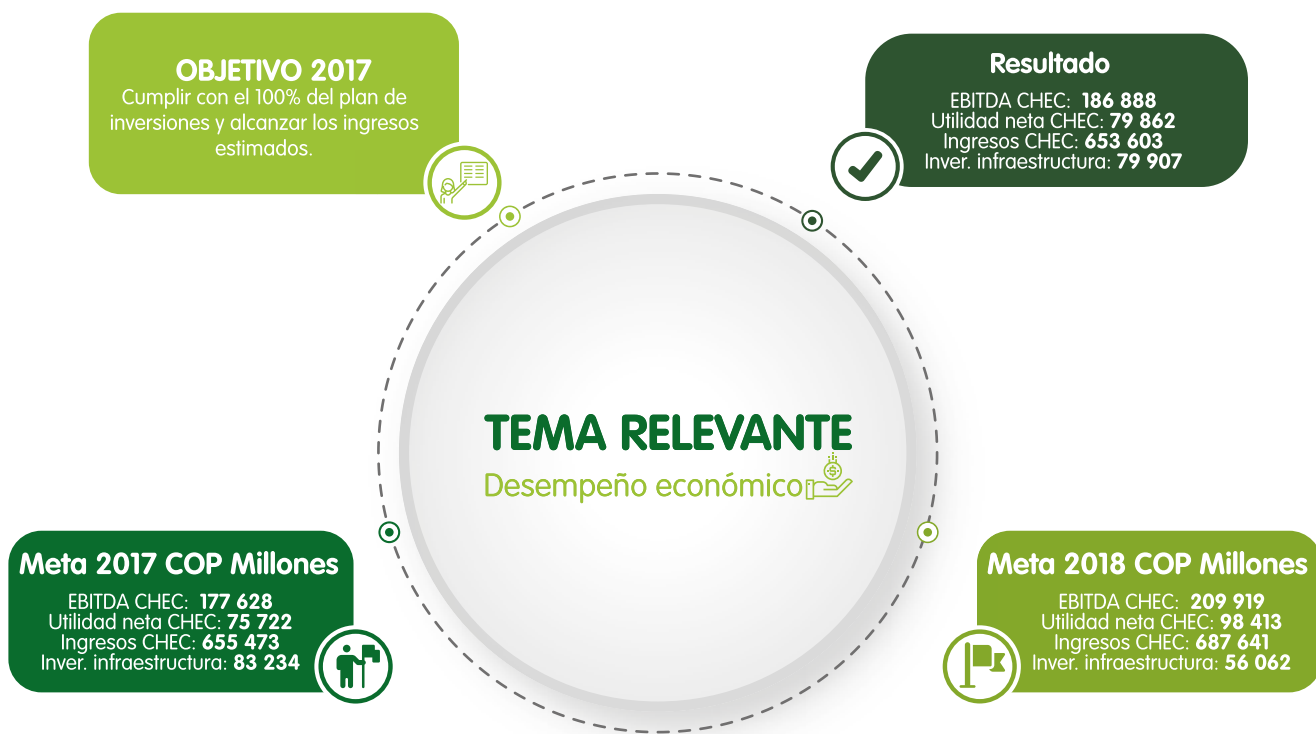 OBJETIVO 2017
Cumplir con el 100% del plan de
inversiones y alcanzar los ingresos
estimados.
Resultado
EBITDA CHEC: 186 888
Utilidad neta CHEC: 79 862
Ingresos CHEC: 653 603
Inver. infraestructura: 79 907
TEMA RELEVANTE
Desempeño económico
Meta 2017 COP Millones
EBITDA CHEC: 177 628
Utilidad neta CHEC: 75 722
Ingresos CHEC: 655 473
Inver. infraestructura: 83 234
Meta 2018 COP Millones
EBITDA CHEC: 209 919
Utilidad neta CHEC: 98 413
Ingresos CHEC: 687 641
Inver. infraestructura: 56 062